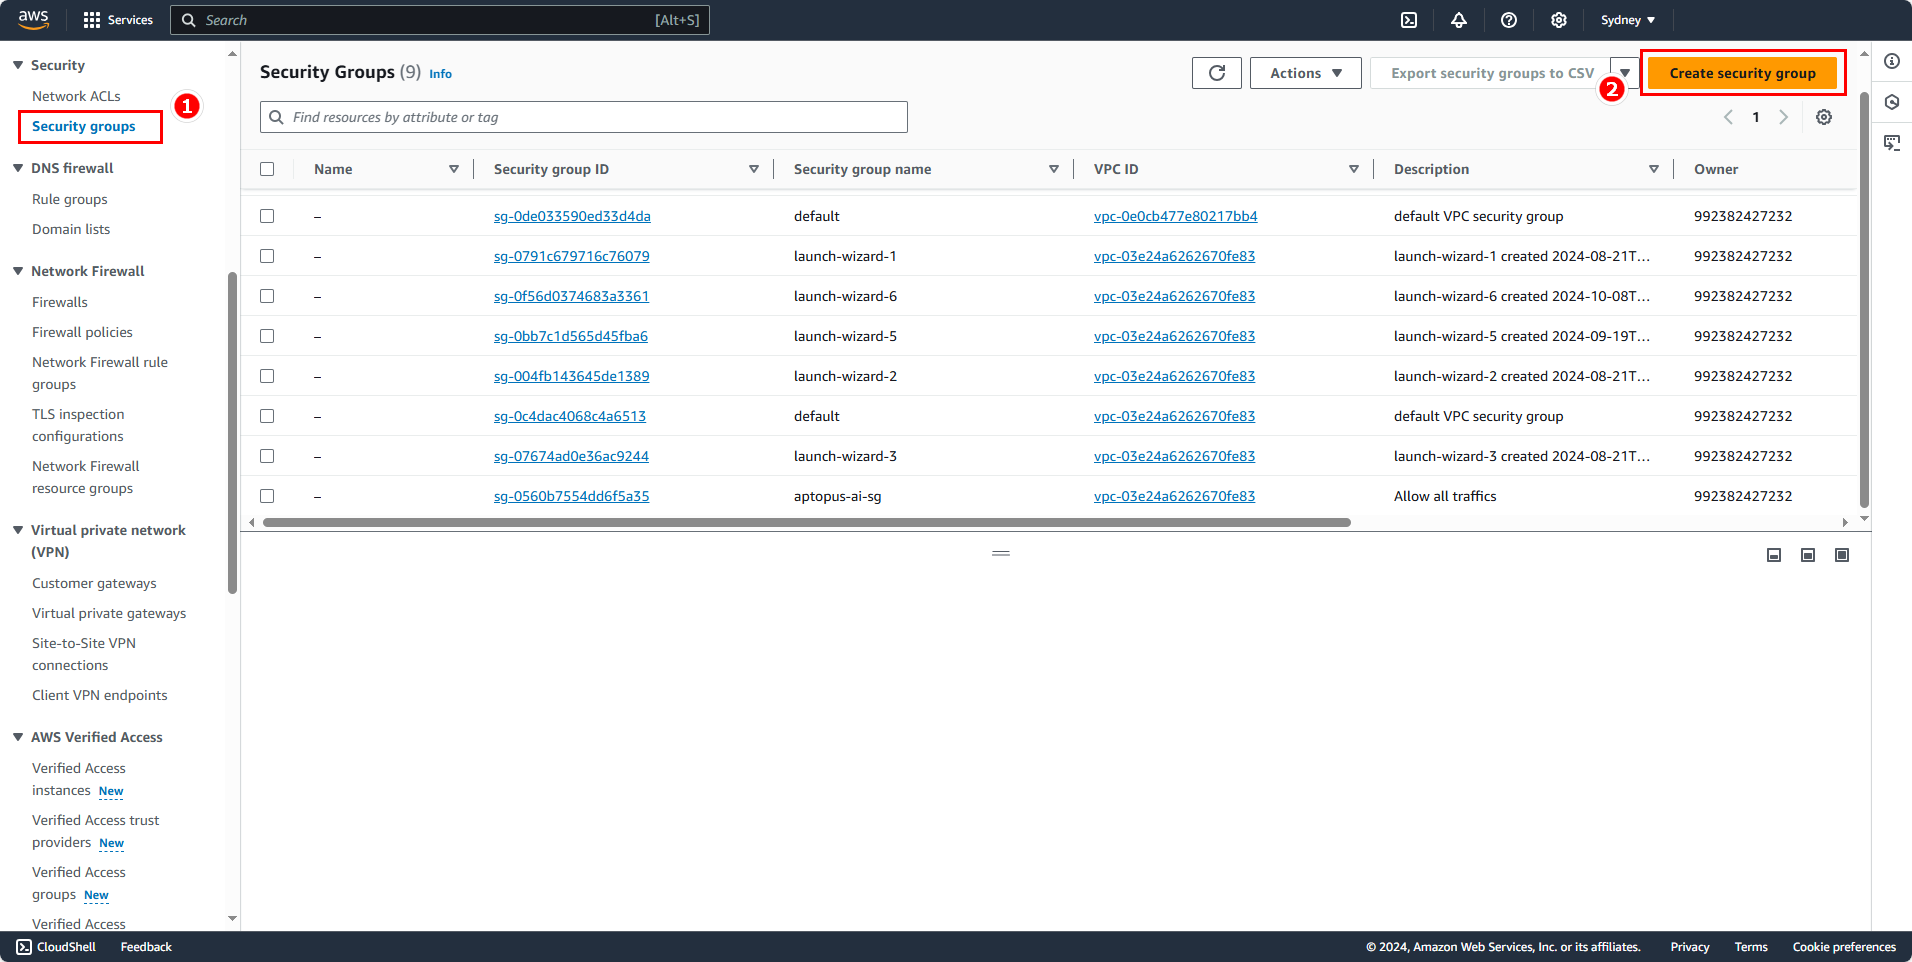 aws
Services
Search
[Alt+S]
Sydney
Security
Network ACLs
Security groups
1
DNS firewall
Rule groups
Domain lists
Network Firewall
Firewalls
Firewall policies
Network Firewall rule
groups
TLS inspection
configurations
Network Firewall
resource groups
Virtual private network
(VPN)
Customer gateways
Virtual private gateways
Site-to-Site VPN
connections
Client VPN endpoints
AWS Verified Access
Verified Access
instances New
Verified Access trust
providers New
Verified Access
groups New
Verified Access
Security Groups (9) Info
Actions
Export security groups to CSV
2
Create security group
Find resources by attribute or tag
1
Name Security group ID Security group name VPC ID Description Owner
– sg-0de033590ed33d4da default vpc-0e0cb477e80217bb4 default VPC security group 992382427232
– sg-0791c679716c76079 launch-wizard-1 vpc-03e24a6262670fe83 launch-wizard-1 created 2024-08-21T... 992382427232
– sg-0f56d0374683a3361 launch-wizard-6 vpc-03e24a6262670fe83 launch-wizard-6 created 2024-10-08T... 992382427232
– sg-0bb7c1d565d45fba6 launch-wizard-5 vpc-03e24a6262670fe83 launch-wizard-5 created 2024-09-19T... 992382427232
– sg-004fb143645de1389 launch-wizard-2 vpc-03e24a6262670fe83 launch-wizard-2 created 2024-08-21T... 992382427232
– sg-0c4dac4068c4a6513 default vpc-03e24a6262670fe83 default VPC security group 992382427232
– sg-07674ad0e36ac9244 launch-wizard-3 vpc-03e24a6262670fe83 launch-wizard-3 created 2024-08-21T... 992382427232
– sg-0560b7554dd6f5a35 aptopus-ai-sg vpc-03e24a6262670fe83 Allow all traffics 992382427232
CloudShell Feedback © 2024, Amazon Web Services, Inc. or its affiliates. Privacy Terms Cookie preferences